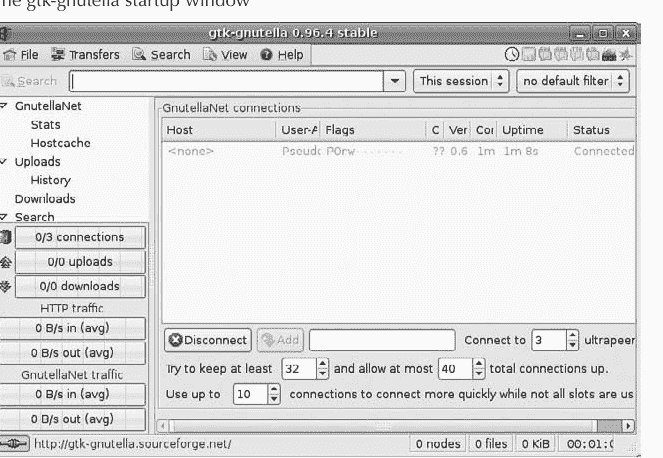 he gtk-gnutella startup window
gtk-gnutella 0.96.4 stable
File Transfers Search View Help
Search This session no default filter
GnutellaNet
Stats
Hostcache
Uploads
History
Downloads
Search
0/3 connections
0/0 uploads
0/0 downloads
HTTP traffic
0 B/s in (avg)
0 B/s out (avg)
GnutellaNet traffic
0 B/s in (avg)
0 B/s out (avg)
GnutellaNet connections
Host User-A Flags C Ver Cor Uptime Status
<none> Pseudo P0rw------- ?? 0.6 1m 1m 8s Connected
Disconnect Add Connect to 3 ultrapeer
Try to keep at least 32 and allow at most 40 total connections up.
Use up to 10 connections to connect more quickly while not all slots are us
http://gtk-gnutella.sourceforge.net/ 0 nodes 0 files 0 KiB 00:01: